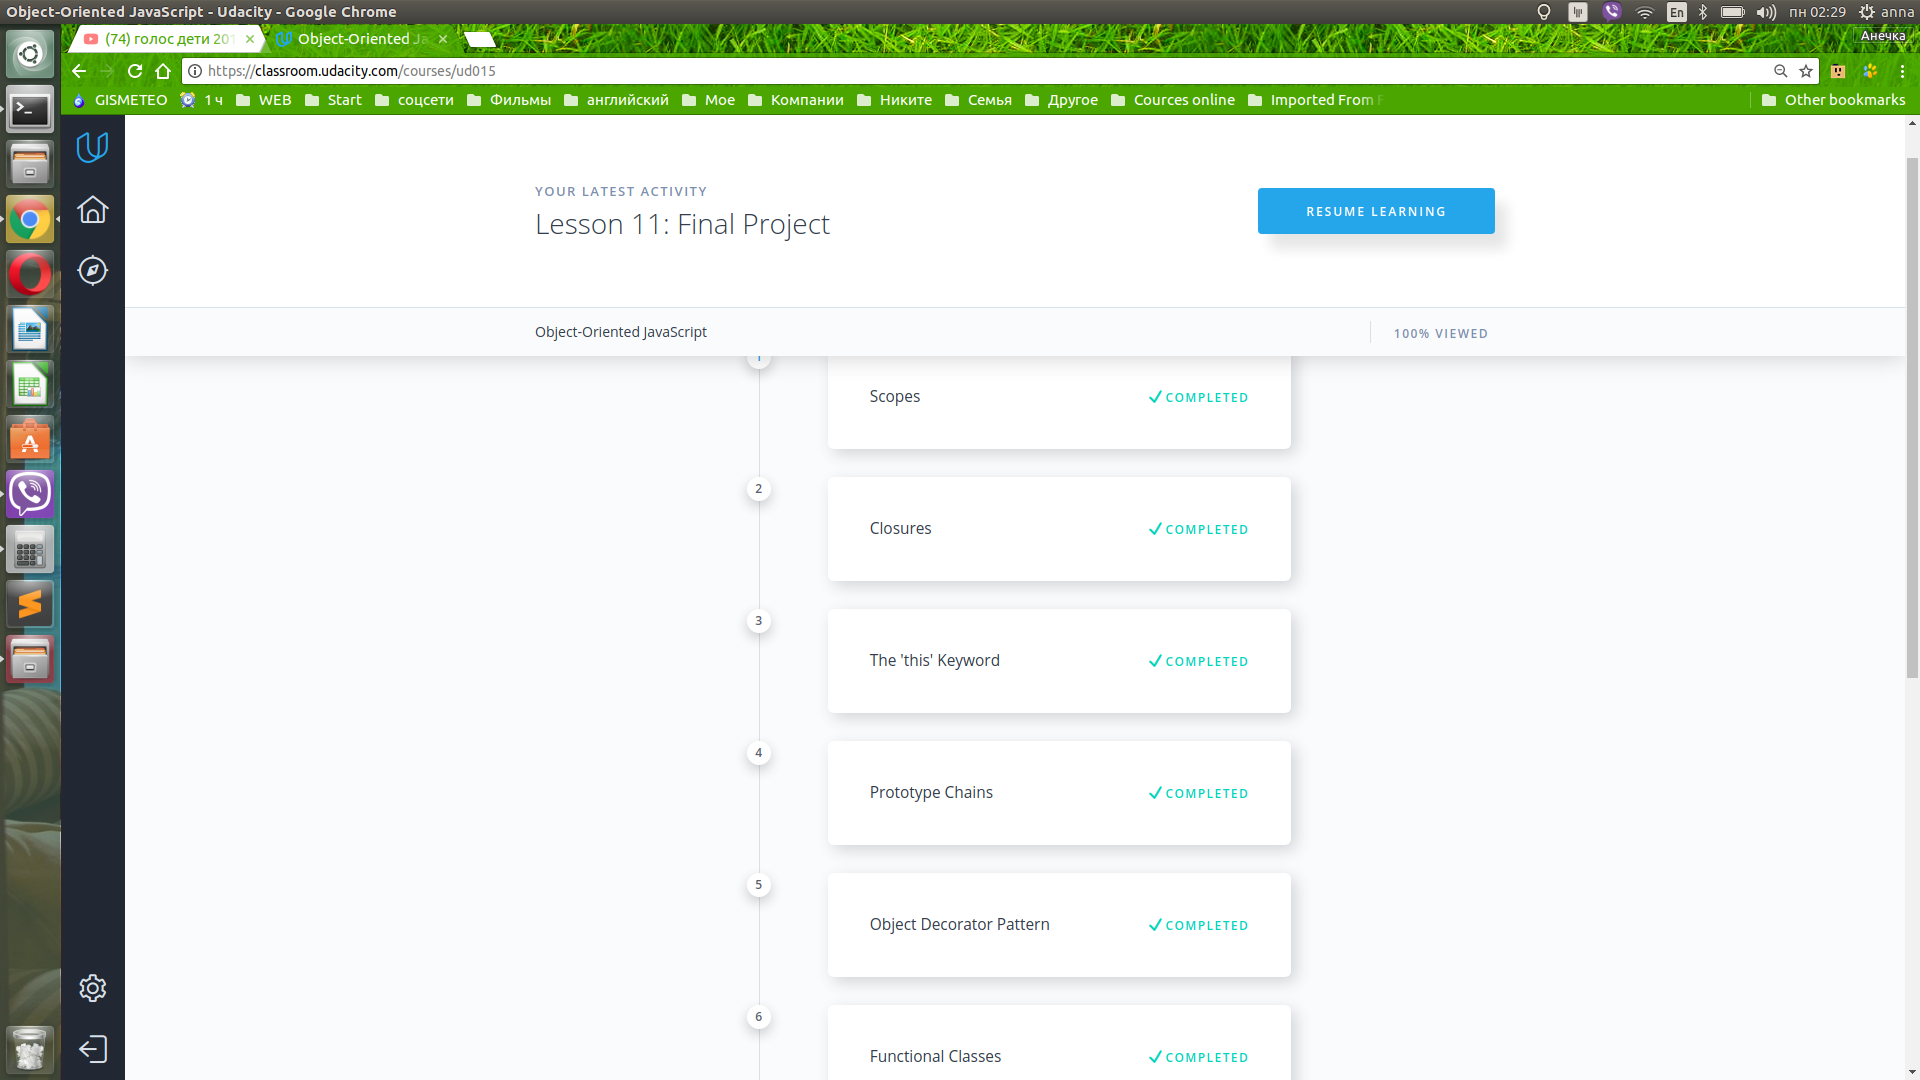 Object-Oriented JavaScript - Udacity - Google Chrome
En
пн 02:29
anna
(74) голос дети 201
Object-Oriented Ja
Анечка
https://classroom.udacity.com/courses/ud015
GISMETEO
1 ч
WEB
Start
соцсети
Фильмы
английский
Мое
Компании
Никите
Семья
Другое
Cources online
Imported From F
Other bookmarks
YOUR LATEST ACTIVITY
Lesson 11: Final Project
RESUME LEARNING
Object-Oriented JavaScript
100% VIEWED
1
Scopes
COMPLETED
2
Closures
COMPLETED
3
The 'this' Keyword
COMPLETED
4
Prototype Chains
COMPLETED
5
Object Decorator Pattern
COMPLETED
6
Functional Classes
COMPLETED